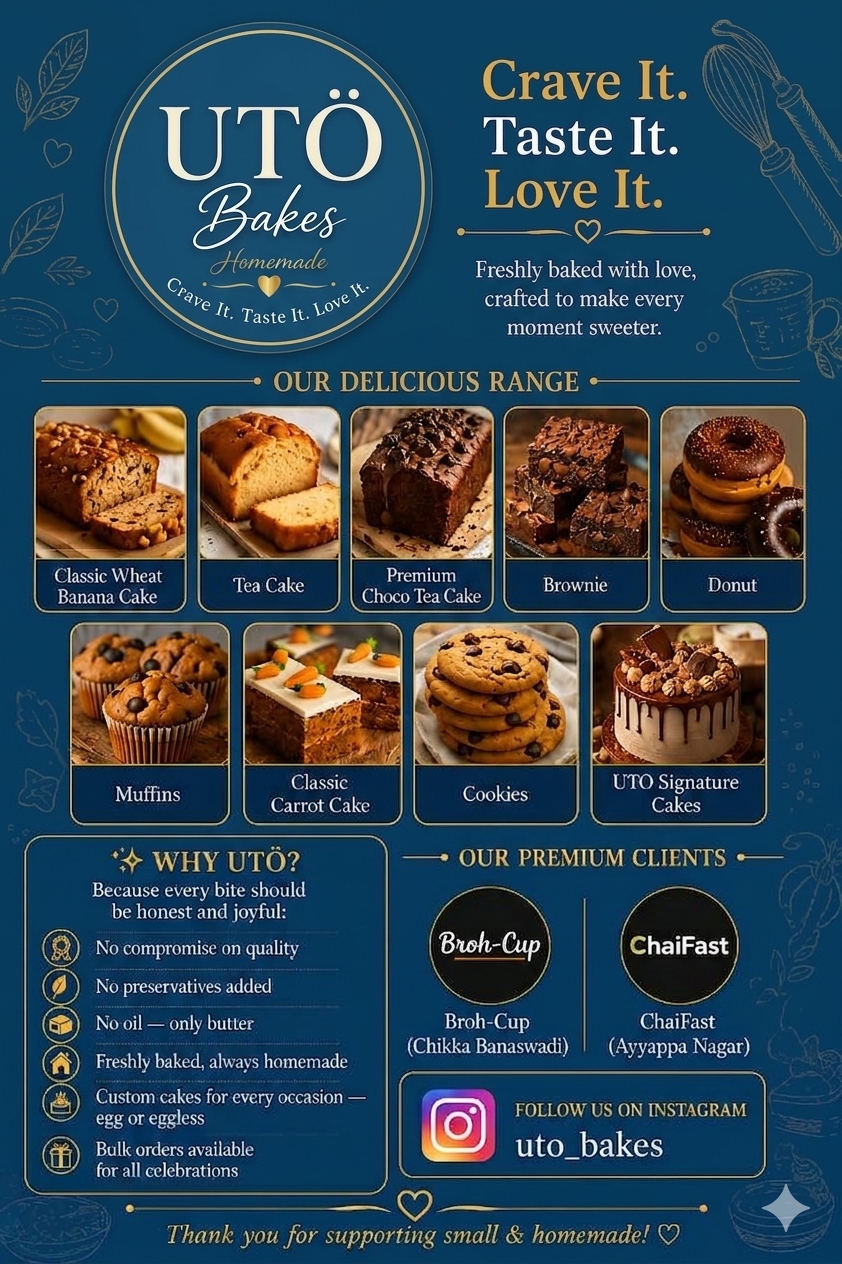 UTÖ
Bakes
Homemade
Crave It. Taste It. Love It.
Crave It.
Taste It.
Love It.
Freshly baked with love,
crafted to make every
moment sweeter.
OUR DELICIOUS RANGE
Classic Wheat
Banana Cake
Tea Cake
Premium
Choco Tea Cake
Brownie
Donut
Muffins
Classic
Carrot Cake
Cookies
UTO Signature
Cakes
WHY UTÖ?
Because every bite should
be honest and joyful:
No compromise on quality
No preservatives added
No oil — only butter
Freshly baked, always homemade
Custom cakes for every occasion —
egg or eggless
Bulk orders available
for all celebrations
OUR PREMIUM CLIENTS
Broh-Cup
Broh-Cup
(Chikka Banaswadi)
ChaiFast
ChaiFast
(Ayyappa Nagar)
FOLLOW US ON INSTAGRAM
uto_bakes
Thank you for supporting small & homemade!